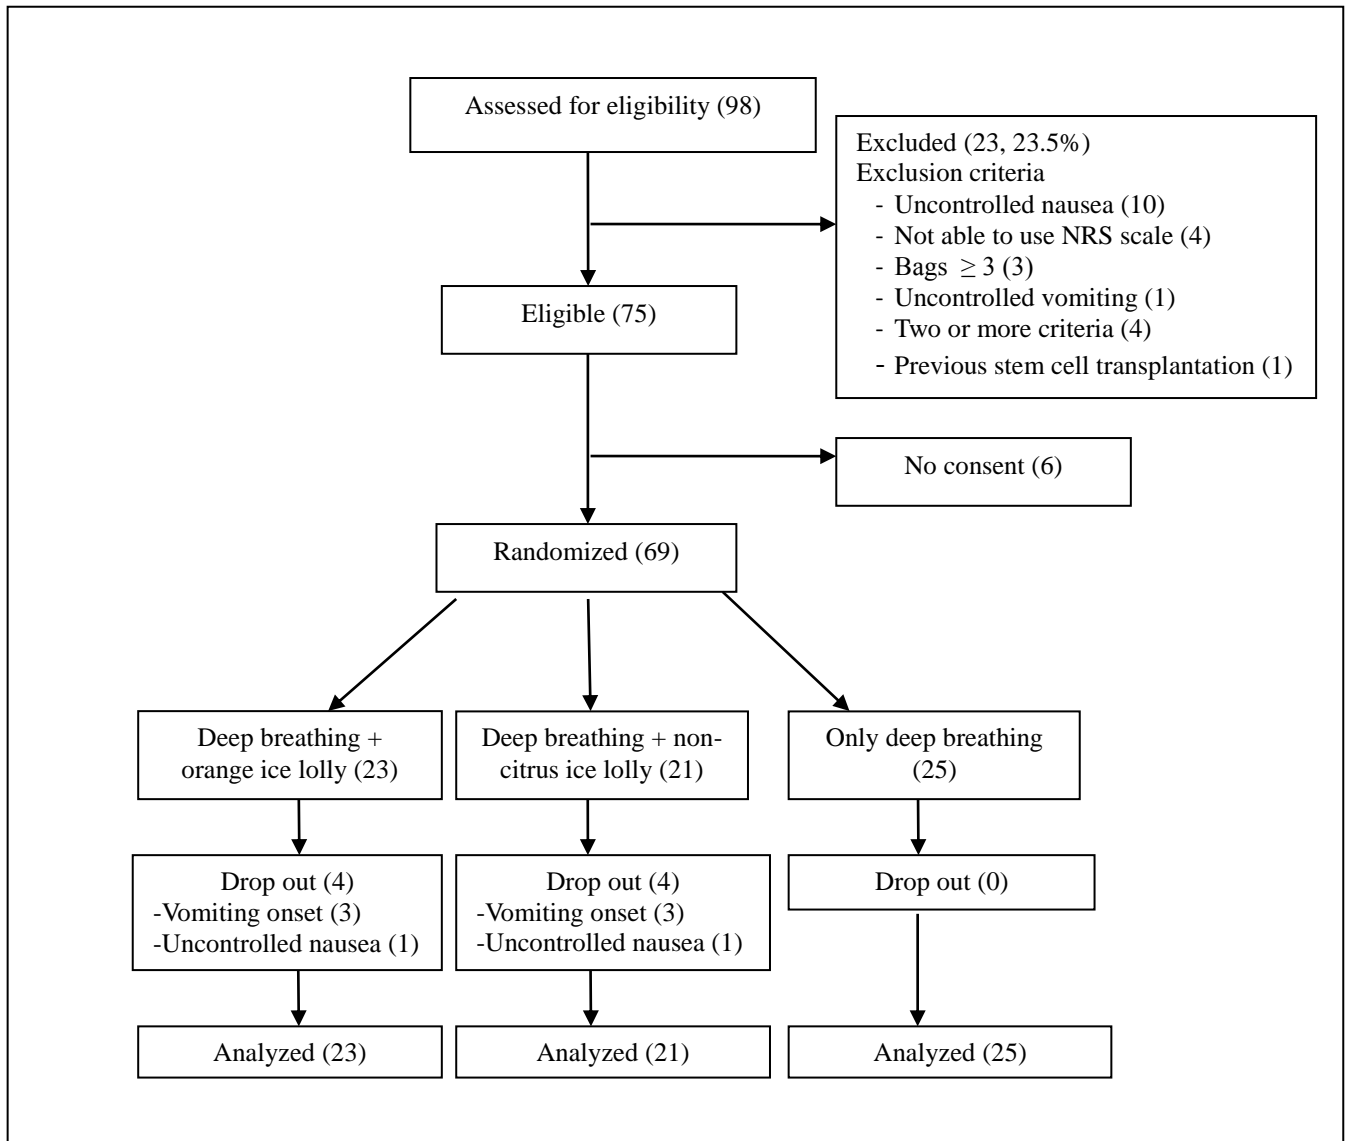 Assessed for eligibility (98)
Excluded (23, 23.5%)
Exclusion criteria
- Uncontrolled nausea (10)
- Not able to use NRS scale (4)
- Bags ≥ 3 (3)
- Uncontrolled vomiting (1)
- Two or more criteria (4)
- Previous stem cell transplantation (1)
Eligible (75)
No consent (6)
Randomized (69)
Deep breathing +
orange ice lolly (23)
Deep breathing + non-
citrus ice lolly (21)
Only deep breathing
(25)
Drop out (4)
-Vomiting onset (3)
-Uncontrolled nausea (1)
Drop out (4)
-Vomiting onset (3)
-Uncontrolled nausea (1)
Drop out (0)
Analyzed (23)
Analyzed (21)
Analyzed (25)